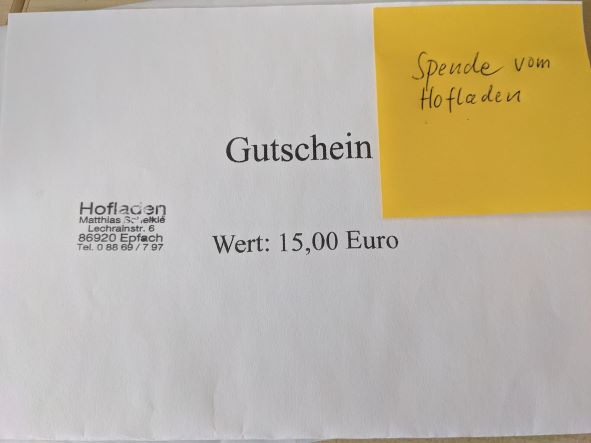 Spende vom
Hofladen
Gutschein
Hofladen
Matthias
Lechrainstr. 6
86920 Epfach
Tel. 0 88 69 / 7 97
Wert: 15,00 Euro